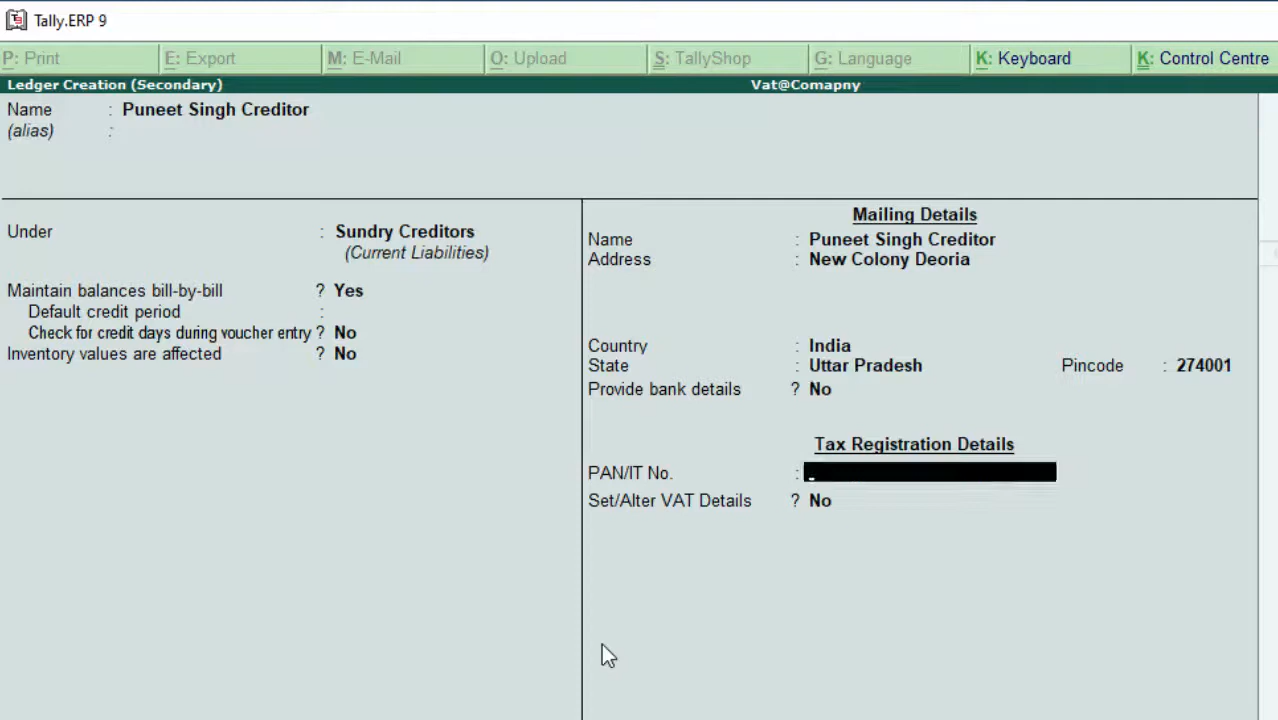 Tally.ERP 9
P: Print E: Export M: E-Mail O: Upload S: TallyShop G: Language K: Keyboard K: Control Centre
Ledger Creation (Secondary) Vat@Comapny
Name : Puneet Singh Creditor
(alias) :
Under : Sundry Creditors
(Current Liabilities)
Maintain balances bill-by-bill ? Yes
Default credit period :
Check for credit days during voucher entry ? No
Inventory values are affected ? No
Mailing Details
Name : Puneet Singh Creditor
Address : New Colony Deoria
Country : India
State : Uttar Pradesh Pincode : 274001
Provide bank details ? No
Tax Registration Details
PAN/IT No. :
Set/Alter VAT Details ? No